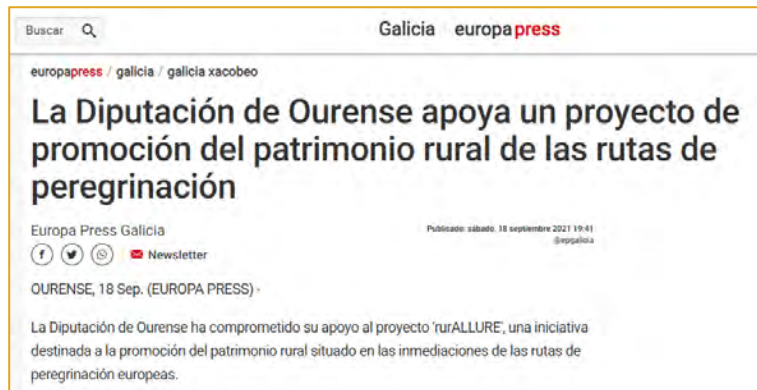 Buscar
Galicia europapress
europapress / galicia / galicia xacobeo
La Diputación de Ourense apoya un proyecto de
promoción del patrimonio rural de las rutas de
peregrinación
Europa Press Galicia
Publicado: sábado, 18 septiembre 2021 19:41
@epgalicia
Newsletter
OURENSE, 18 Sep. (EUROPA PRESS) -
La Diputación de Ourense ha comprometido su apoyo al proyecto 'rurALLURE', una iniciativa
destinada a la promoción del patrimonio rural situado en las inmediaciones de las rutas de
peregrinación europeas.